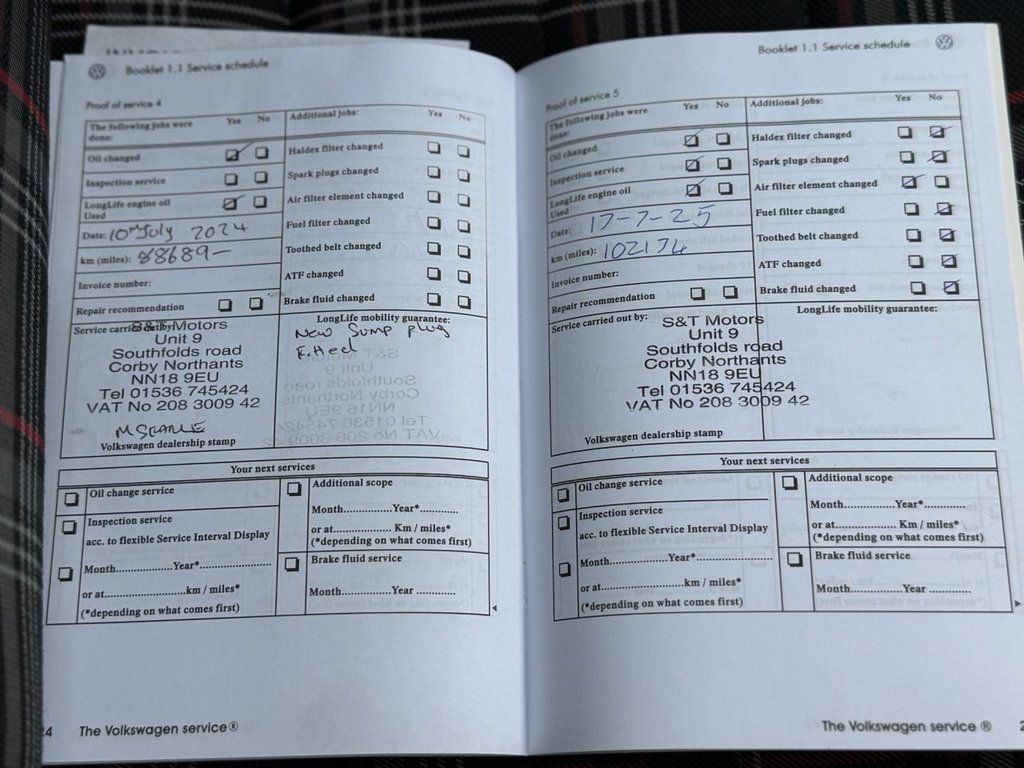 Booklet 1.1 Service schedule
Proof of service 4
The following jobs were done: Yes No
Oil changed
Inspection service
LongLife engine oil Used
Date: 10th July 2024
km (miles): 88689-
Invoice number:
Repair recommendation
Additional jobs: Yes No
Haldex filter changed
Spark plugs changed
Air filter element changed
Fuel filter changed
Toothed belt changed
ATF changed
Brake fluid changed
Service carried out by:
S&T Motors
Unit 9
Southfolds road
Corby Northants
NN18 9EU
Tel 01536 745424
VAT No 208 3009 42
Volkswagen dealership stamp
LongLife mobility guarantee:
New Sump plug
Fitted
Your next services
Oil change service
Inspection service
acc. to flexible Service Interval Display
Month..............Year*........................
or at...........................km / miles*
(*depending on what comes first)
Additional scope
Month..............Year*............
or at................ Km / miles*
(*depending on what comes first)
Brake fluid service
Month...............Year ............
24 The Volkswagen service®
Booklet 1.1 Service schedule
Proof of service 5
The following jobs were done: Yes No
Oil changed
Inspection service
LongLife engine oil Used
Date: 17-7-25
km (miles): 102174
Invoice number:
Repair recommendation
Additional jobs: Yes No
Haldex filter changed
Spark plugs changed
Air filter element changed
Fuel filter changed
Toothed belt changed
ATF changed
Brake fluid changed
Service carried out by:
S&T Motors
Unit 9
Southfolds road
Corby Northants
NN18 9EU
Tel 01536 745424
VAT No 208 3009 42
Volkswagen dealership stamp
LongLife mobility guarantee:
Your next services
Oil change service
Inspection service
acc. to flexible Service Interval Display
Month..............Year*........................
or at...........................km / miles*
(*depending on what comes first)
Additional scope
Month..............Year*............
or at................ Km / miles*
(*depending on what comes first)
Brake fluid service
Month...............Year ............
The Volkswagen service ®